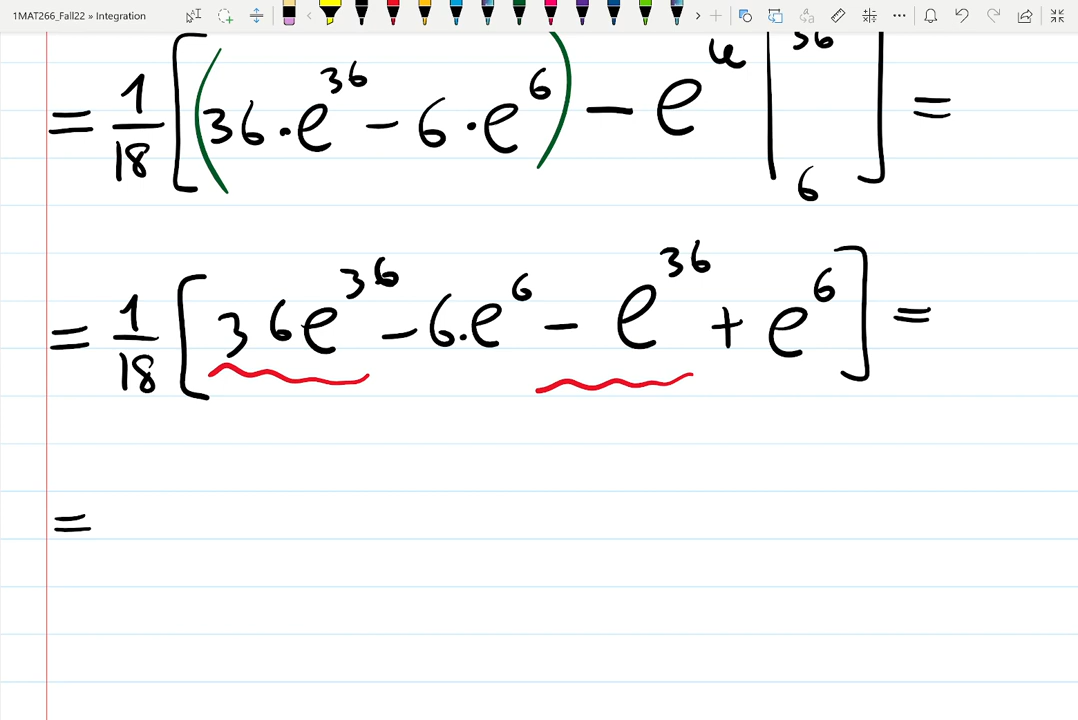 1MAT266_Fall22 » Integration
= 1/18 [(36·e^36 − 6·e^6) − e^u |_6^36] =
= 1/18 [36e^36 − 6·e^6 − e^36 + e^6] =
=